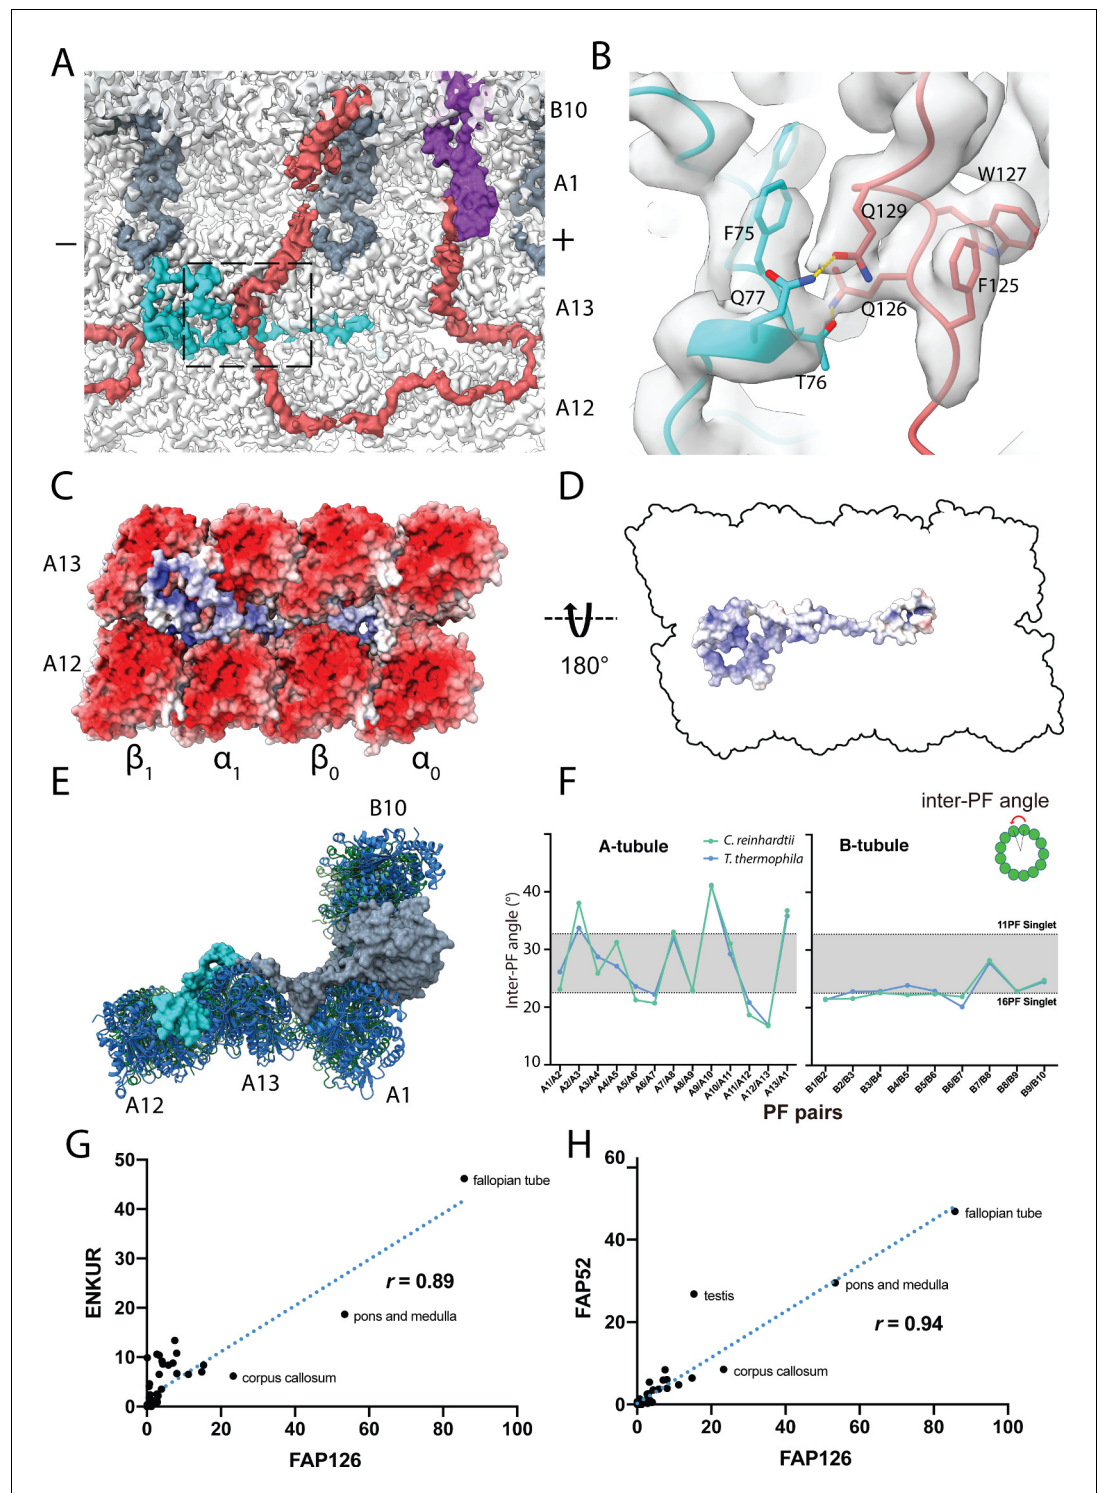 A
B10
A1
−
+
A13
A12
B
W127
Q129
F75
F125
Q77
Q126
T76
C
A13
A12
β1
α1
β0
α0
D
180°
E
B10
A13
A12
A1
F
inter-PF angle
A-tubule
C. reinhardtii
T. thermophila
B-tubule
11PF Singlet
16PF Singlet
Inter-PF angle (°)
40
30
20
10
A1/A2
A2/A3
A3/A4
A4/A5
A5/A6
A6/A7
A7/A8
A8/A9
A9/A10
A10/A11
A11/A12
A12/A13
A13/A1
B1/B2
B2/B3
B3/B4
B4/B5
B5/B6
B6/B7
B7/B8
B8/B9
B9/B10
PF pairs
G
ENKUR
50
40
30
20
10
0
fallopian tube
r = 0.89
pons and medulla
corpus callosum
0 20 40 60 80 100
FAP126
H
FAP52
60
40
20
0
fallopian tube
pons and medulla
testis
r = 0.94
corpus callosum
0 20 40 60 80 100
FAP126